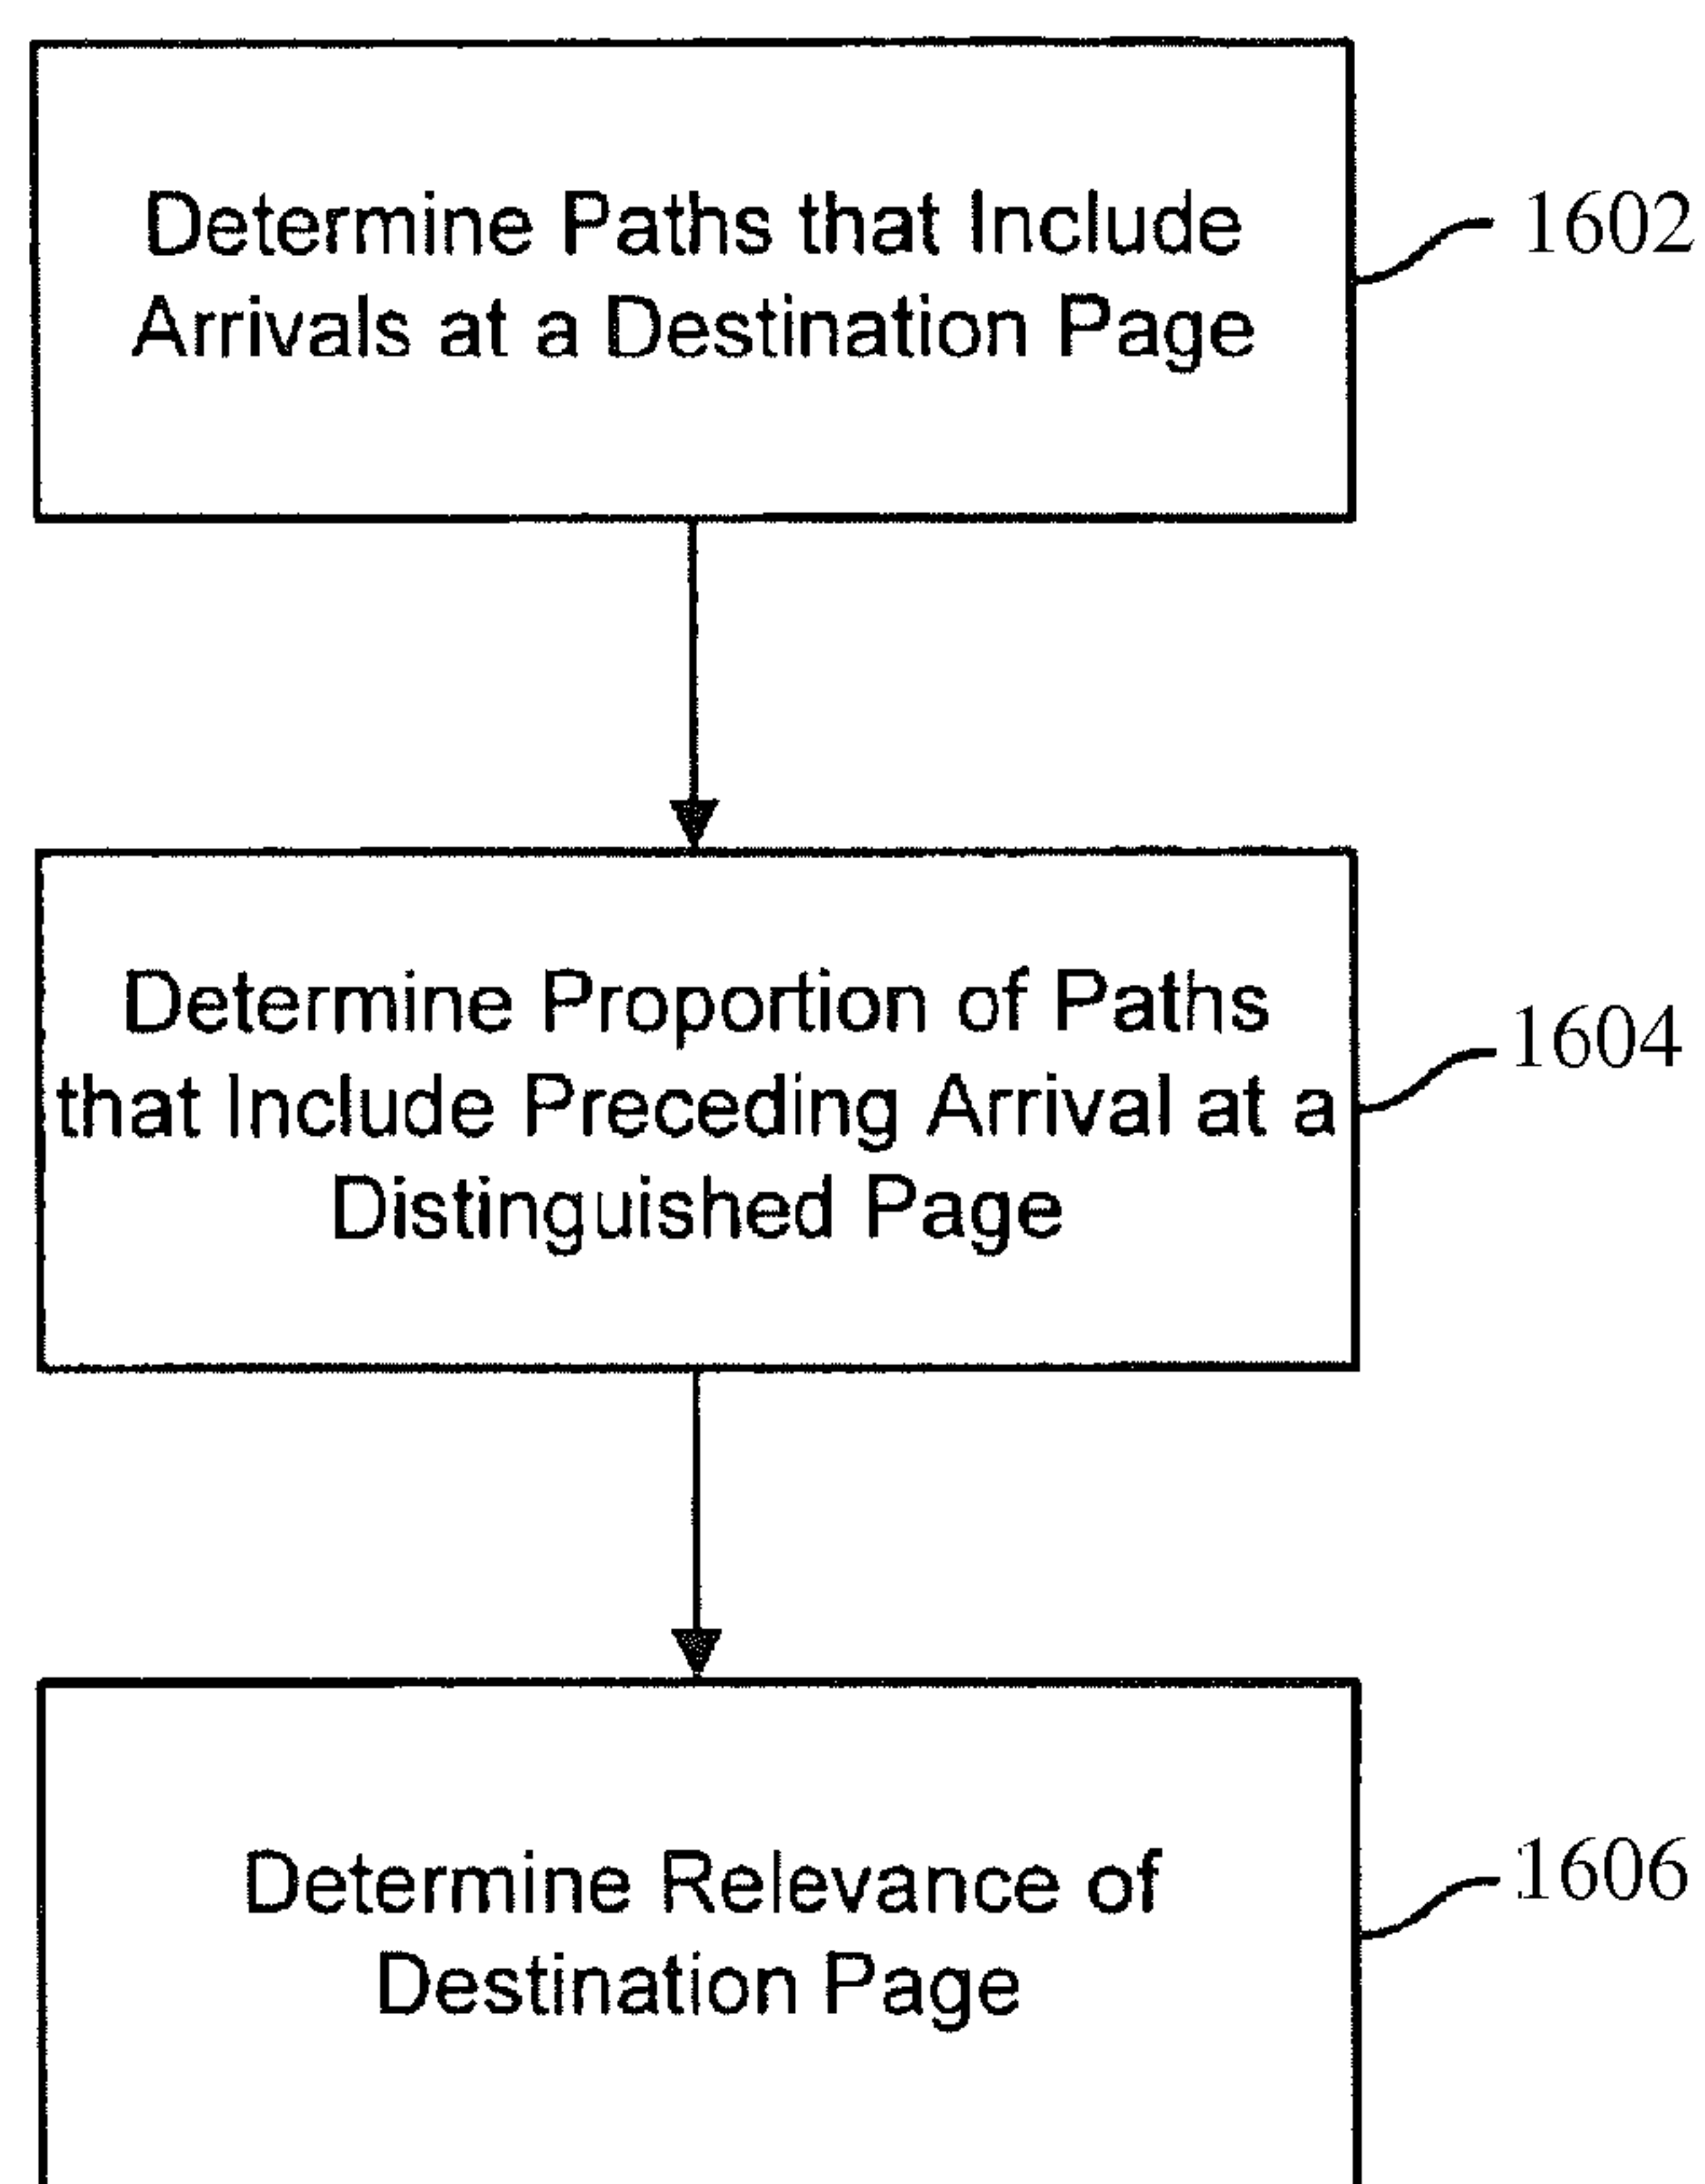 Determine Paths that Include
Arrivals at a Destination Page
1602
Determine Proportion of Paths
that Include Preceding Arrival at a
Distinguished Page
1604
Determine Relevance of
Destination Page
1606